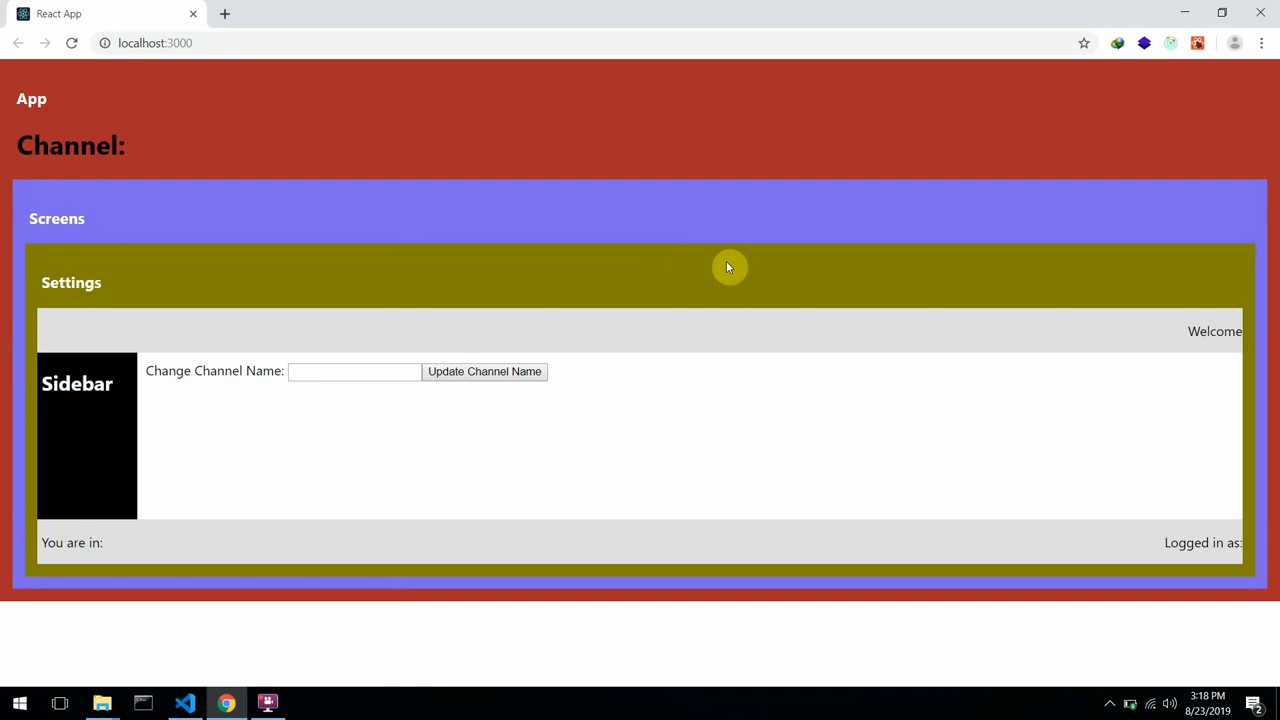 React App
localhost:3000
App
Channel:
Screens
Settings
Welcome
Sidebar
Change Channel Name:
Update Channel Name
You are in:
Logged in as:
3:18 PM
8/23/2019
2